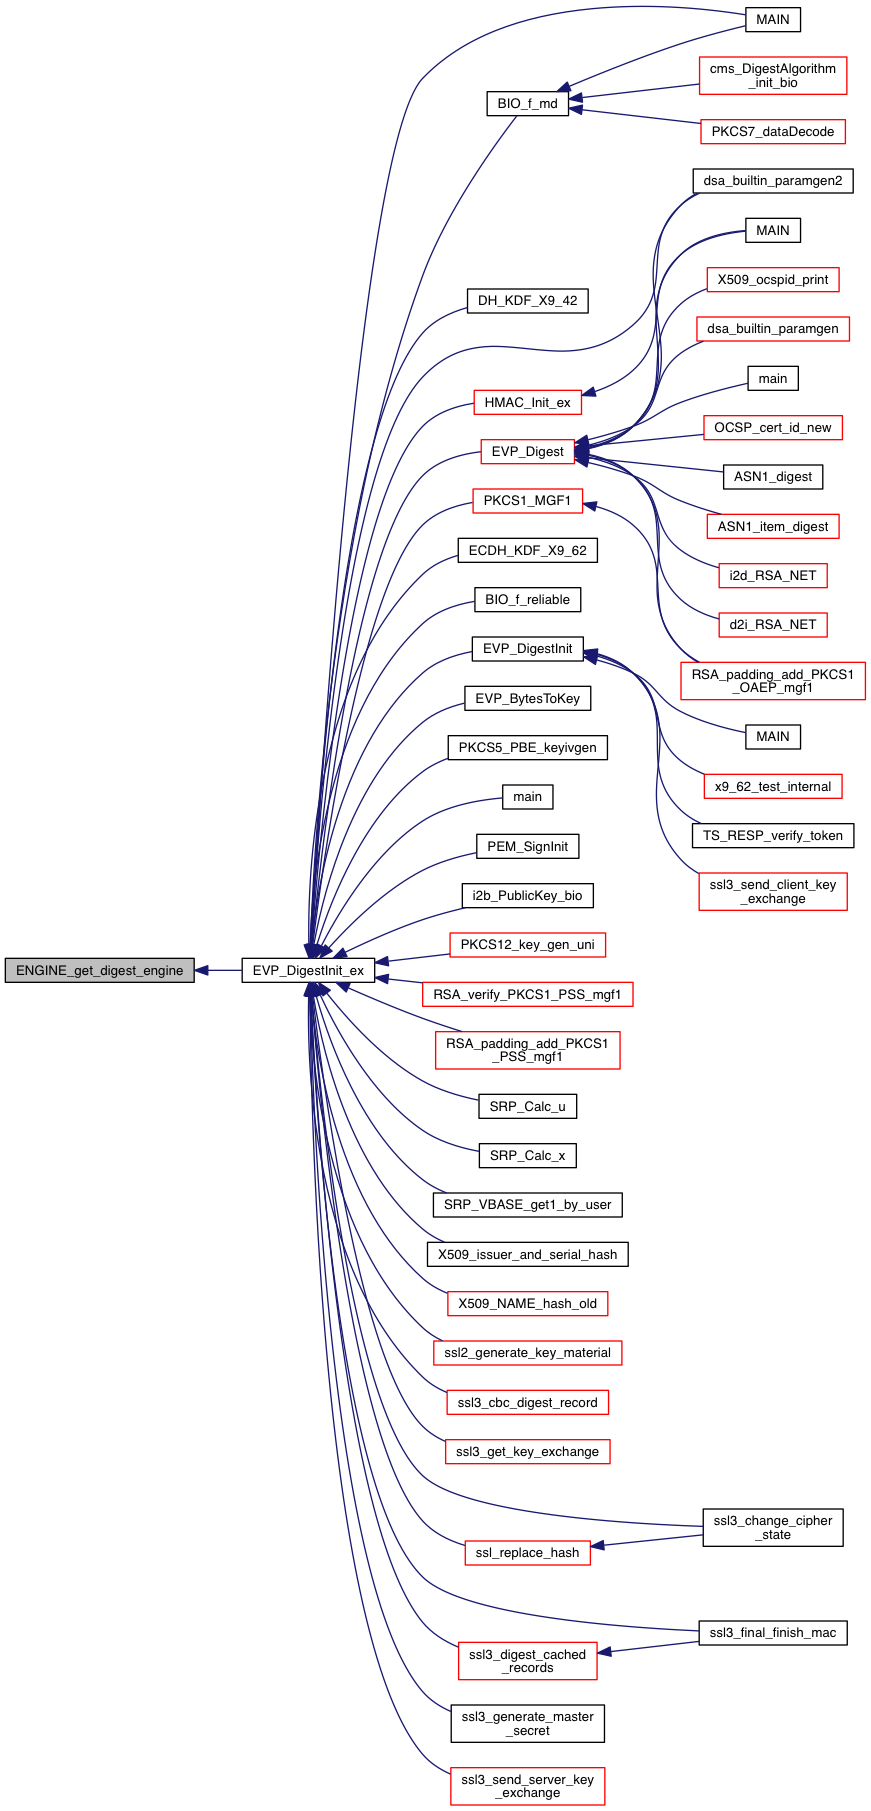 MAIN
cms_DigestAlgorithm
_init_bio
BIO_f_md
PKCS7_dataDecode
dsa_builtin_paramgen2
MAIN
X509_ocspid_print
DH_KDF_X9_42
dsa_builtin_paramgen
main
HMAC_Init_ex
OCSP_cert_id_new
EVP_Digest
ASN1_digest
PKCS1_MGF1
ASN1_item_digest
ECDH_KDF_X9_62
i2d_RSA_NET
BIO_f_reliable
d2i_RSA_NET
EVP_DigestInit
RSA_padding_add_PKCS1
_OAEP_mgf1
EVP_BytesToKey
MAIN
PKCS5_PBE_keyivgen
x9_62_test_internal
main
TS_RESP_verify_token
PEM_SignInit
ssl3_send_client_key
_exchange
i2b_PublicKey_bio
PKCS12_key_gen_uni
ENGINE_get_digest_engine
EVP_DigestInit_ex
RSA_verify_PKCS1_PSS_mgf1
RSA_padding_add_PKCS1
_PSS_mgf1
SRP_Calc_u
SRP_Calc_x
SRP_VBASE_get1_by_user
X509_issuer_and_serial_hash
X509_NAME_hash_old
ssl2_generate_key_material
ssl3_cbc_digest_record
ssl3_get_key_exchange
ssl3_change_cipher
_state
ssl_replace_hash
ssl3_final_finish_mac
ssl3_digest_cached
_records
ssl3_generate_master
_secret
ssl3_send_server_key
_exchange